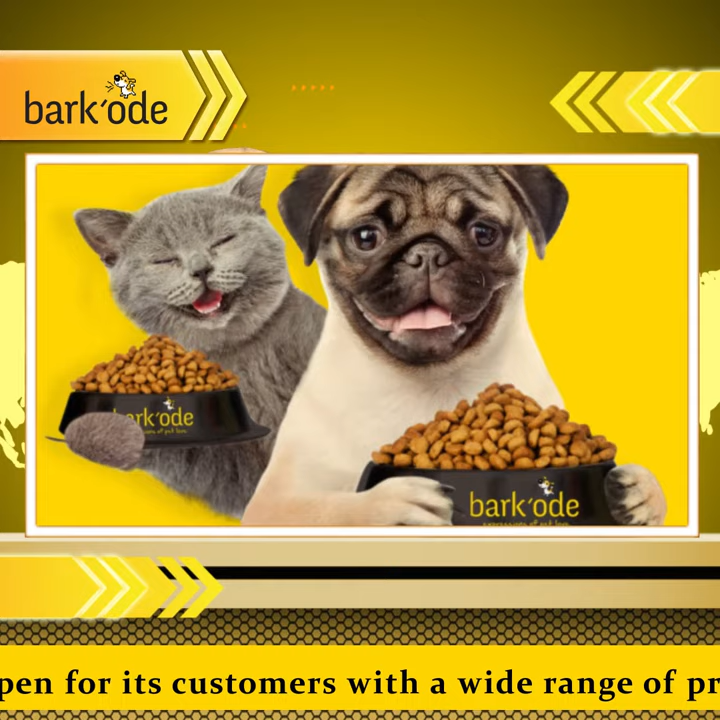 bark'ode
bark'ode
bark'ode
pen for its customers with a wide range of pr